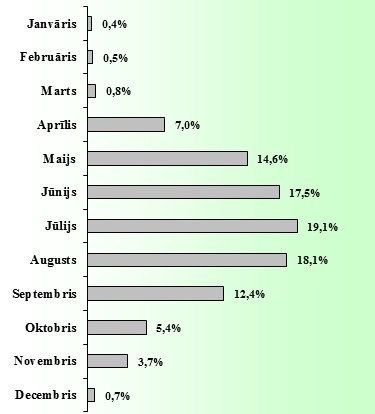 Janvāris 0,4%
Februāris 0,5%
Marts 0,8%
Aprīlis 7,0%
Maijs 14,6%
Jūnijs 17,5%
Jūlijs 19,1%
Augusts 18,1%
Septembris 12,4%
Oktobris 5,4%
Novembris 3,7%
Decembris 0,7%